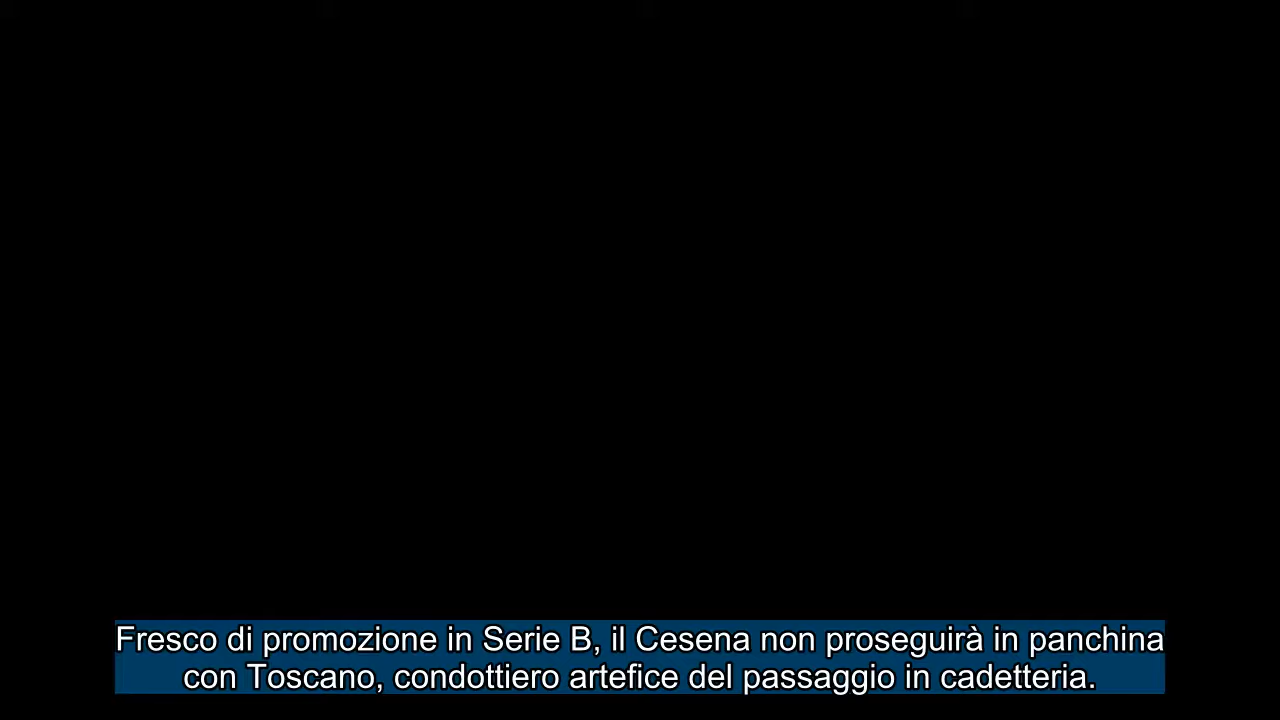 Fresco di promozione in Serie B, il Cesena non proseguirà in panchina
con Toscano, condottiero artefice del passaggio in cadetteria.